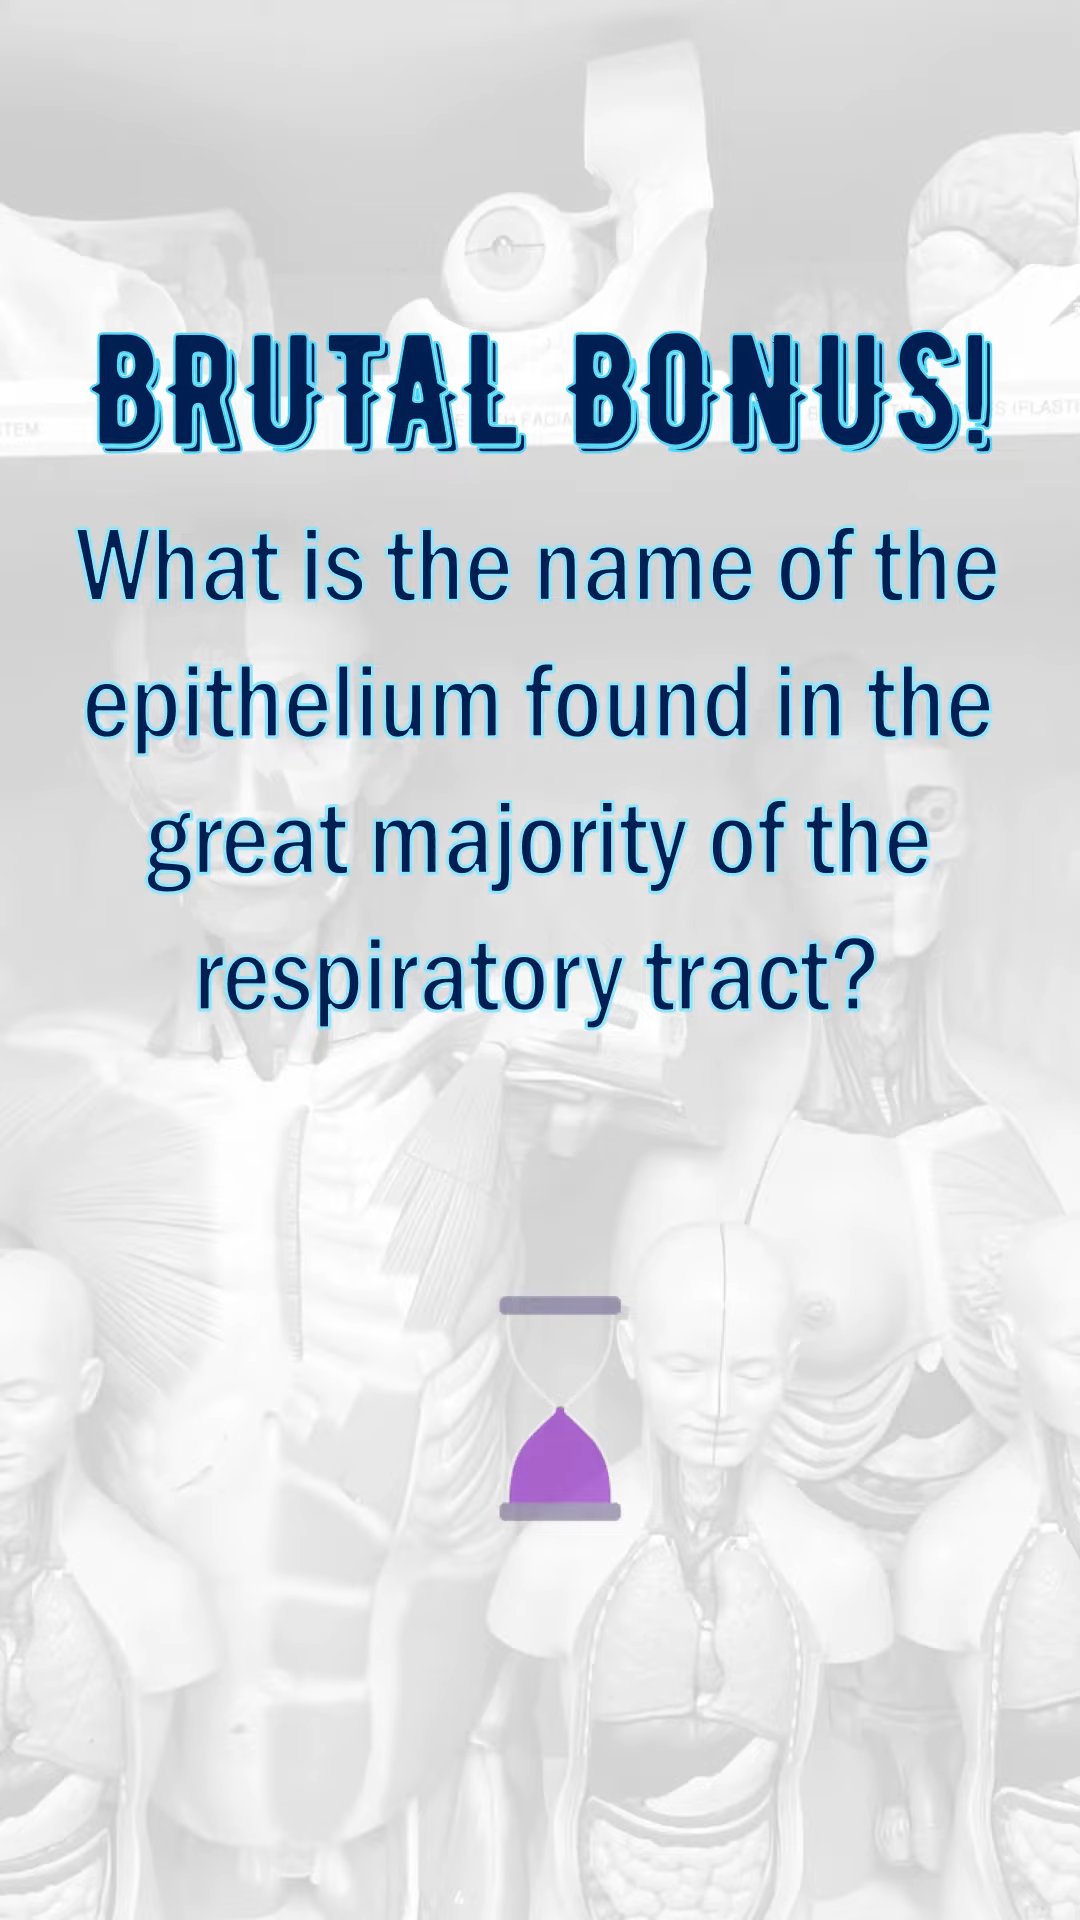 BRUTAL BONUS!
What is the name of the
epithelium found in the
great majority of the
respiratory tract?